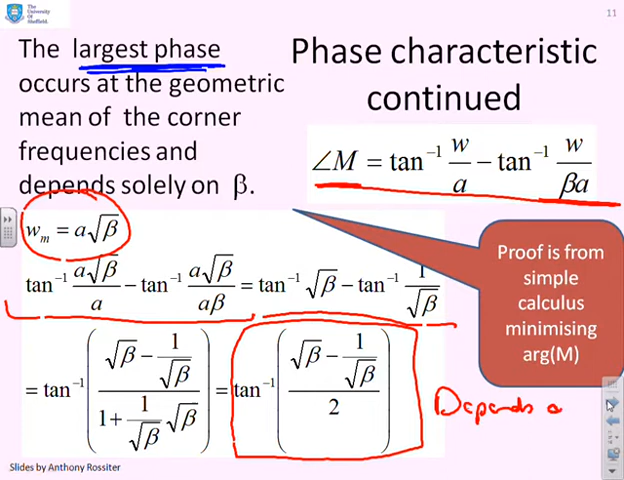 The University Of Sheffield
11
The largest phase
occurs at the geometric
mean of the corner
frequencies and
depends solely on β.
Phase characteristic
continued
∠M = tan⁻¹ w/a − tan⁻¹ w/βa
w_m = a√β
tan⁻¹ a√β/a − tan⁻¹ a√β/aβ = tan⁻¹ √β − tan⁻¹ 1/√β
= tan⁻¹ ((√β − 1/√β)/(1 + 1/√β √β)) = tan⁻¹ ((√β − 1/√β)/2)
Proof is from
simple
calculus
minimising
arg(M)
Depends o
Slides by Anthony Rossiter